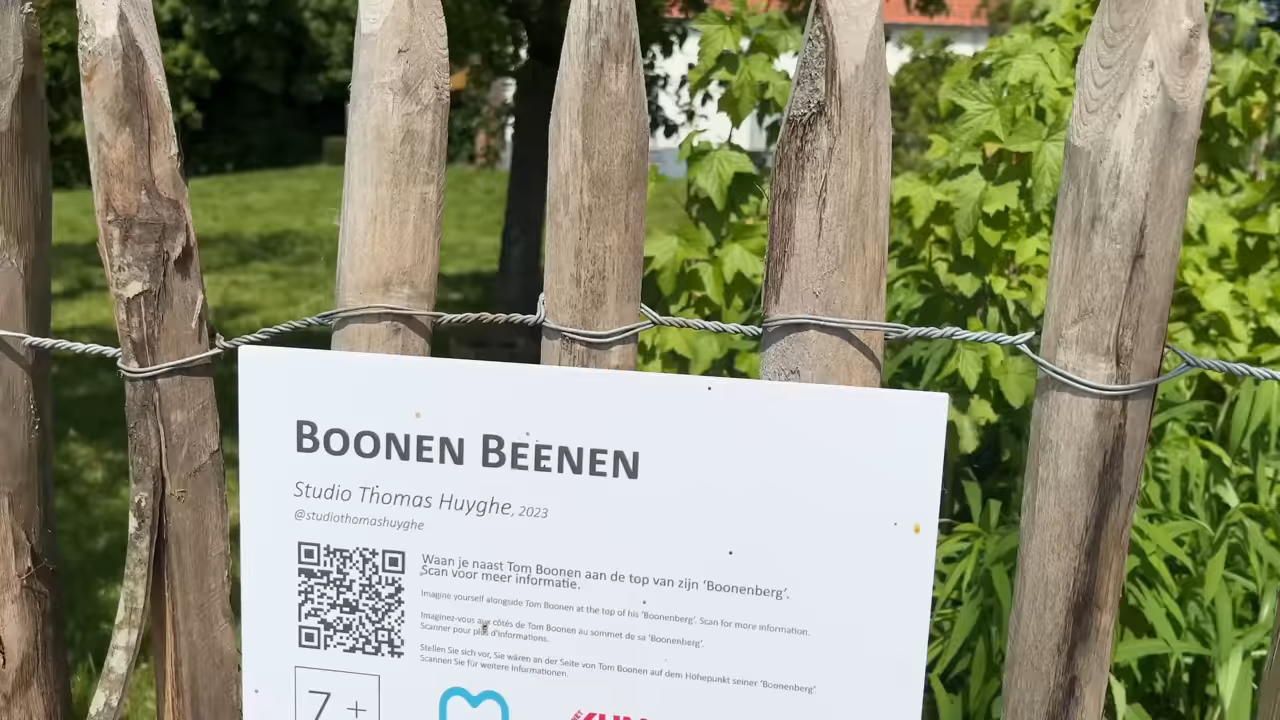 BOONEN BEENEN
Studio Thomas Huyghe, 2023
@studiothomashuyghe
Waan je naast Tom Boonen aan de top van zijn ‘Boonenberg’.
Scan voor meer informatie.
Imagine yourself alongside Tom Boonen at the top of his ‘Boonenberg’. Scan for more information.
Imaginez-vous aux côtés de Tom Boonen au sommet de sa ‘Boonenberg’.
Scanner pour plus d’informations.
Stellen Sie sich vor, Sie wären an der Seite von Tom Boonen auf dem Höhepunkt seiner ‘Boonenberg’.
Scannen Sie für weitere Informationen.
7 +